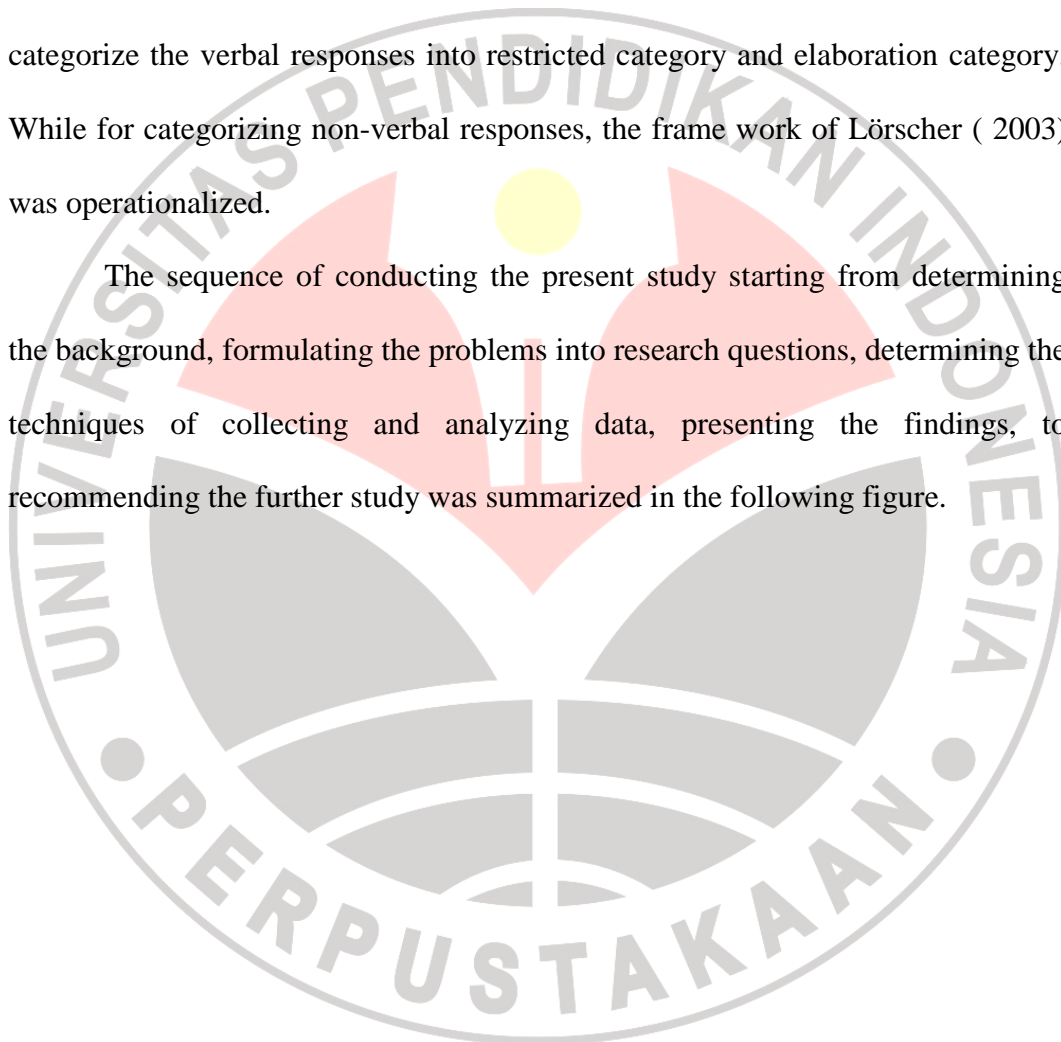 categorize the verbal responses into restricted category and elaboration category.
While for categorizing non-verbal responses, the frame work of Lörscher ( 2003)
was operationalized.
The sequence of conducting the present study starting from determining
the background, formulating the problems into research questions, determining the
techniques of collecting and analyzing data, presenting the findings, to
recommending the further study was summarized in the following figure.
UNIVERSITAS PENDIDIKAN INDONESIA
PERPUSTAKAAN